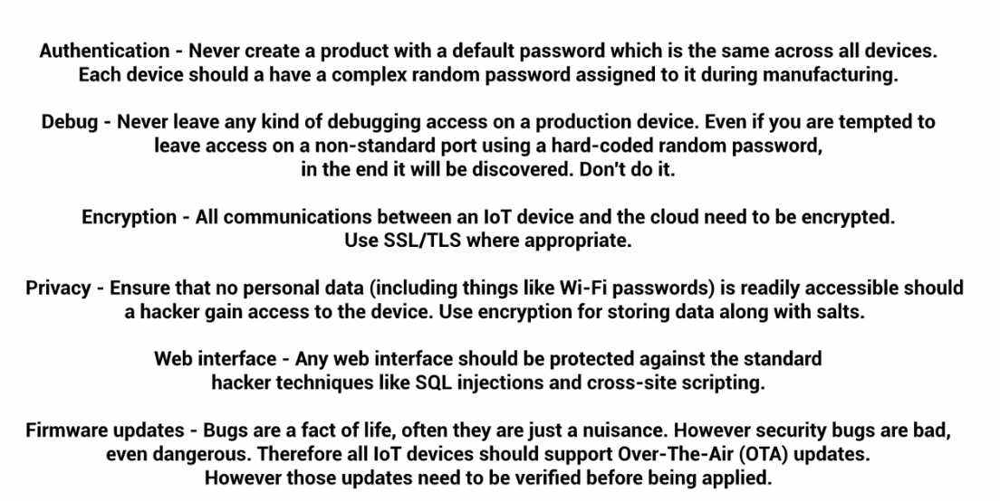 Authentication - Never create a product with a default password which is the same across all devices.
Each device should a have a complex random password assigned to it during manufacturing.
Debug - Never leave any kind of debugging access on a production device. Even if you are tempted to
leave access on a non-standard port using a hard-coded random password,
in the end it will be discovered. Don't do it.
Encryption - All communications between an IoT device and the cloud need to be encrypted.
Use SSL/TLS where appropriate.
Privacy - Ensure that no personal data (including things like Wi-Fi passwords) is readily accessible should
a hacker gain access to the device. Use encryption for storing data along with salts.
Web interface - Any web interface should be protected against the standard
hacker techniques like SQL injections and cross-site scripting.
Firmware updates - Bugs are a fact of life, often they are just a nuisance. However security bugs are bad,
even dangerous. Therefore all IoT devices should support Over-The-Air (OTA) updates.
However those updates need to be verified before being applied.